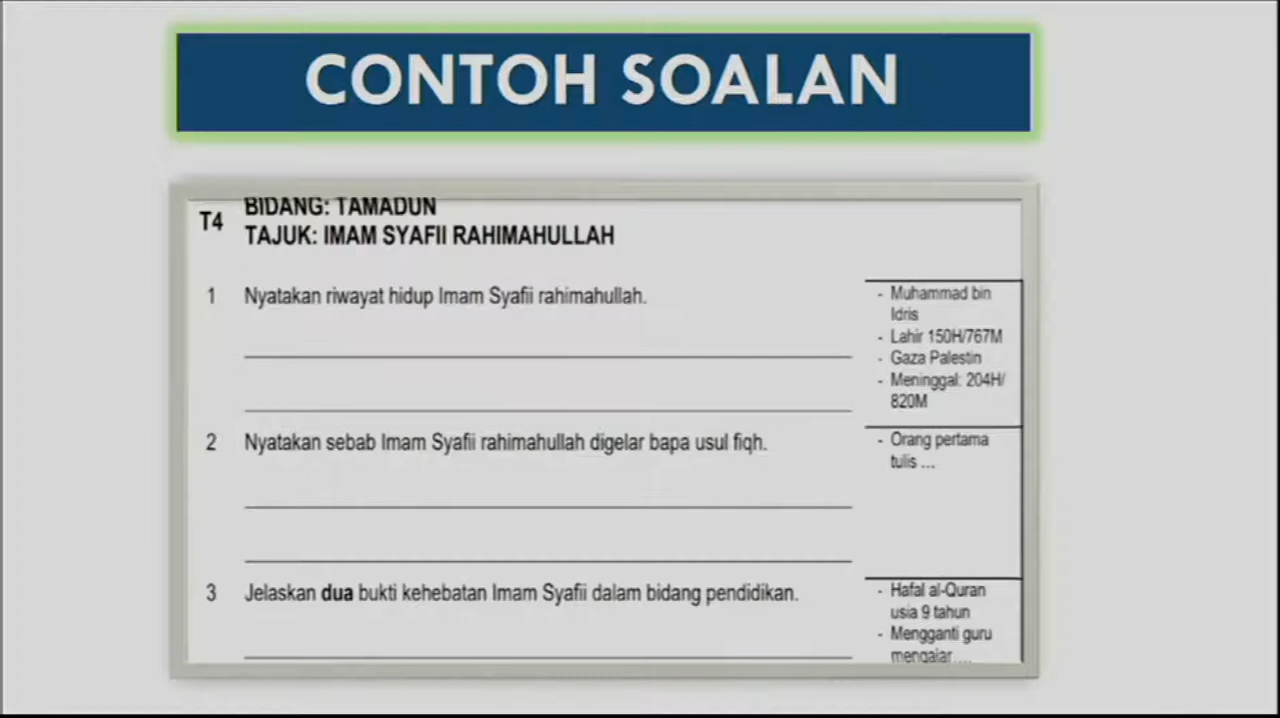 CONTOH SOALAN
T4
BIDANG: TAMADUN
TAJUK: IMAM SYAFII RAHIMAHULLAH
1 Nyatakan riwayat hidup Imam Syafii rahimahullah.
- Muhammad bin
Idris
- Lahir 150H/767M
- Gaza Palestin
- Meninggal: 204H/
820M
2 Nyatakan sebab Imam Syafii rahimahullah digelar bapa usul fiqh.
- Orang pertama
tulis ...
3 Jelaskan dua bukti kehebatan Imam Syafii dalam bidang pendidikan.
- Hafal al-Quran
usia 9 tahun
- Mengganti guru
mengajar....